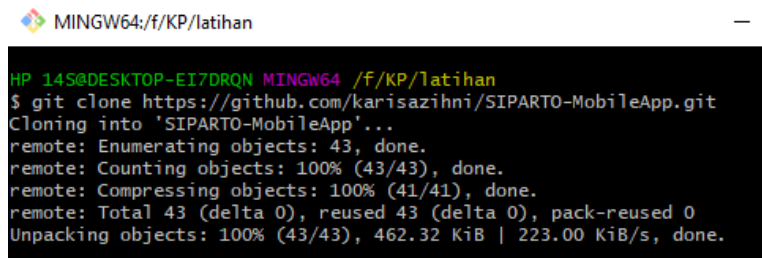 MINGW64:/f/KP/latihan
HP 14S@DESKTOP-EI7DRQN MINGW64 /f/KP/latihan
$ git clone https://github.com/karisazihni/SIPARTO-MobileApp.git
Cloning into 'SIPARTO-MobileApp'...
remote: Enumerating objects: 43, done.
remote: Counting objects: 100% (43/43), done.
remote: Compressing objects: 100% (41/41), done.
remote: Total 43 (delta 0), reused 43 (delta 0), pack-reused 0
Unpacking objects: 100% (43/43), 462.32 KiB | 223.00 KiB/s, done.